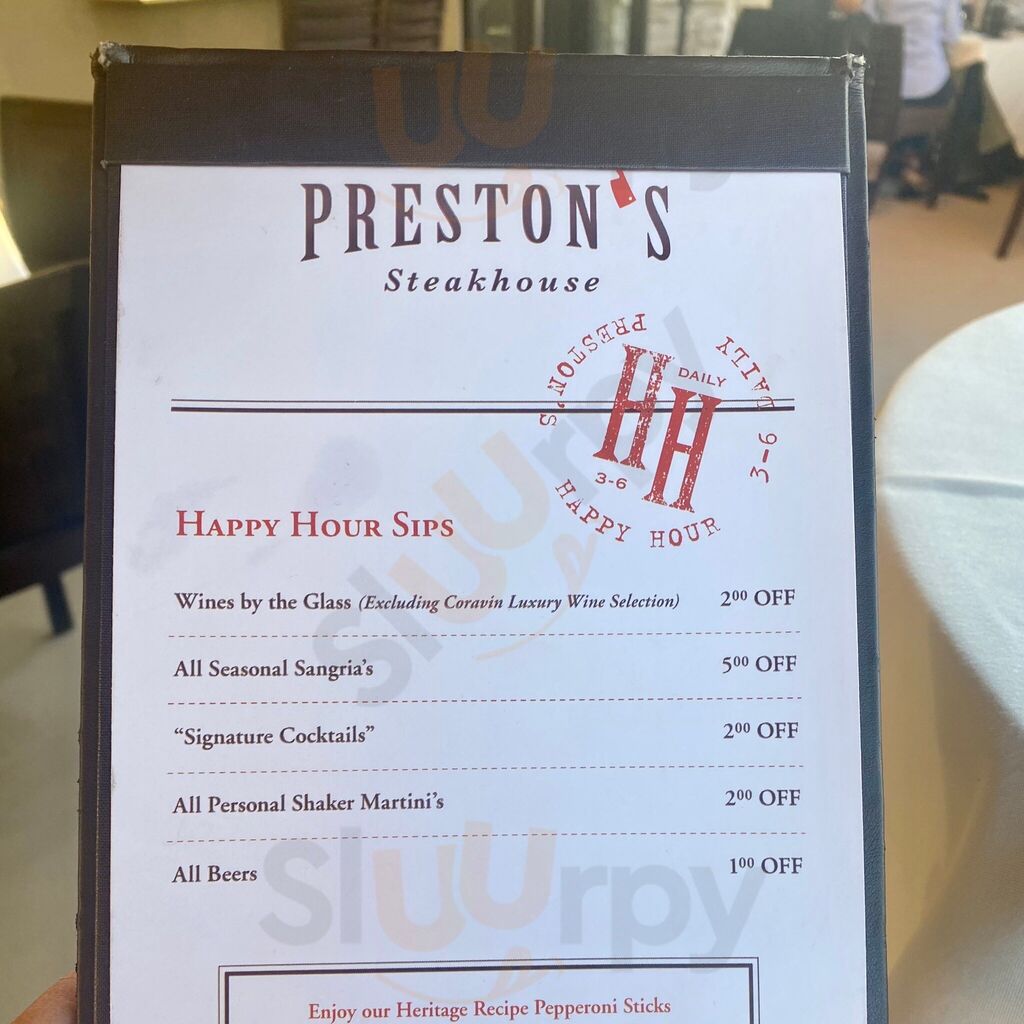 PRESTON'S
Steakhouse
PRESTON'S
DAILY 3-6
HAPPY HOUR
HH
DAILY
3-6
HAPPY HOUR SIPS
Wines by the Glass (Excluding Coravin Luxury Wine Selection) 2⁰⁰ OFF
All Seasonal Sangria's 5⁰⁰ OFF
“Signature Cocktails” 2⁰⁰ OFF
All Personal Shaker Martini's 2⁰⁰ OFF
All Beers 1⁰⁰ OFF
Enjoy our Heritage Recipe Pepperoni Sticks
sluurpy
sluurpy